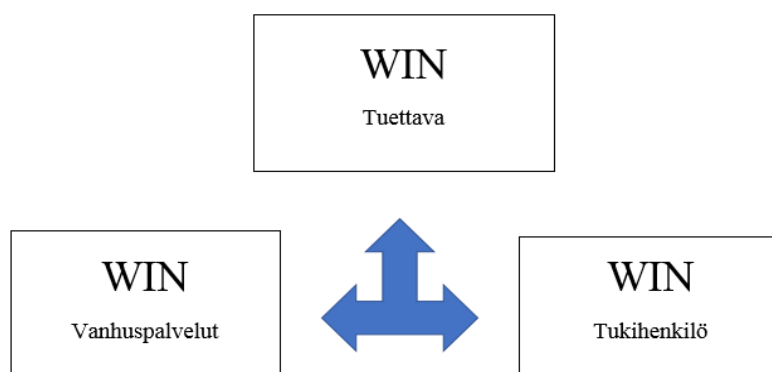 WIN
Tuettava
WIN
Vanhuspalvelut
WIN
Tukihenkilö